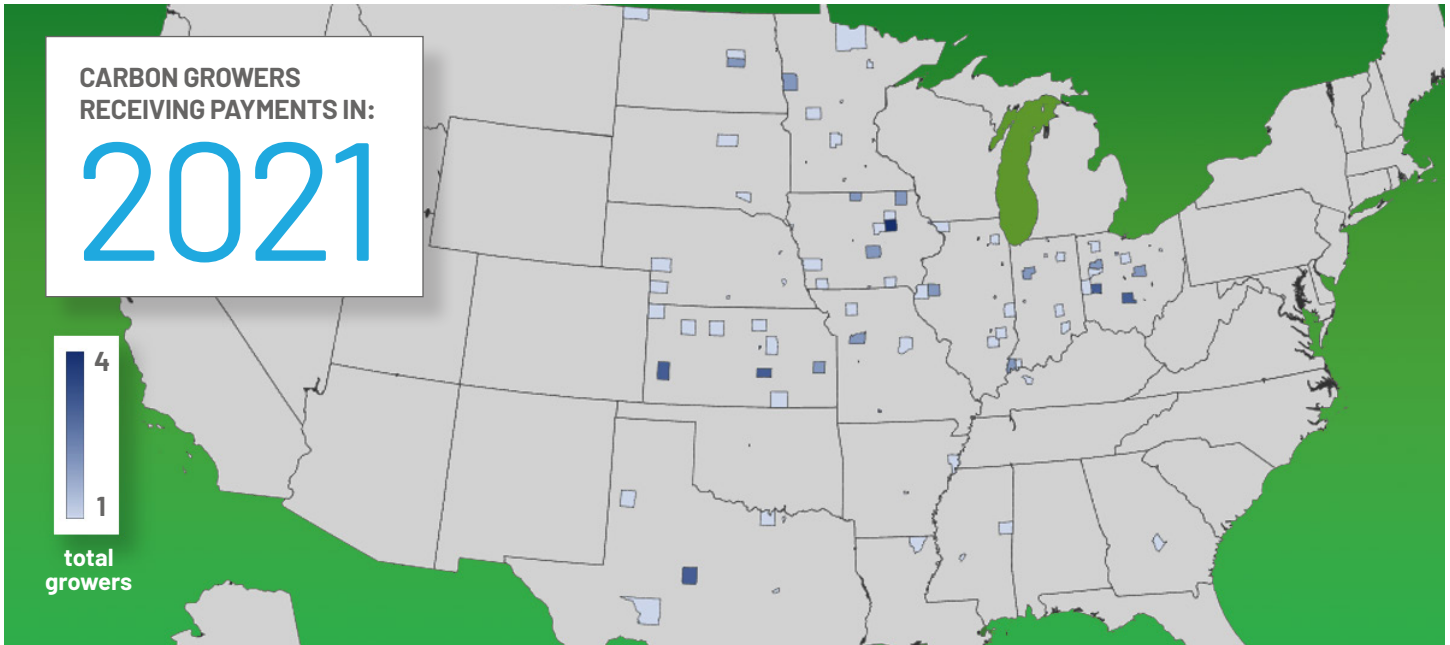 CARBON GROWERS
RECEIVING PAYMENTS IN:
2021
4
1
total
growers